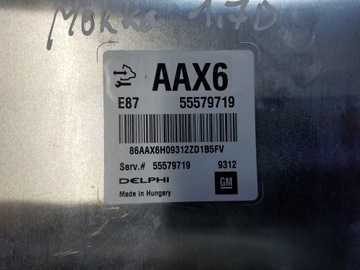 Mokka 1.7D
AAX6
E87 55579719
86AAX6H09312ZD1B5FV
Serv.# 55579719 9312
DELPHI
Made in Hungary
GM